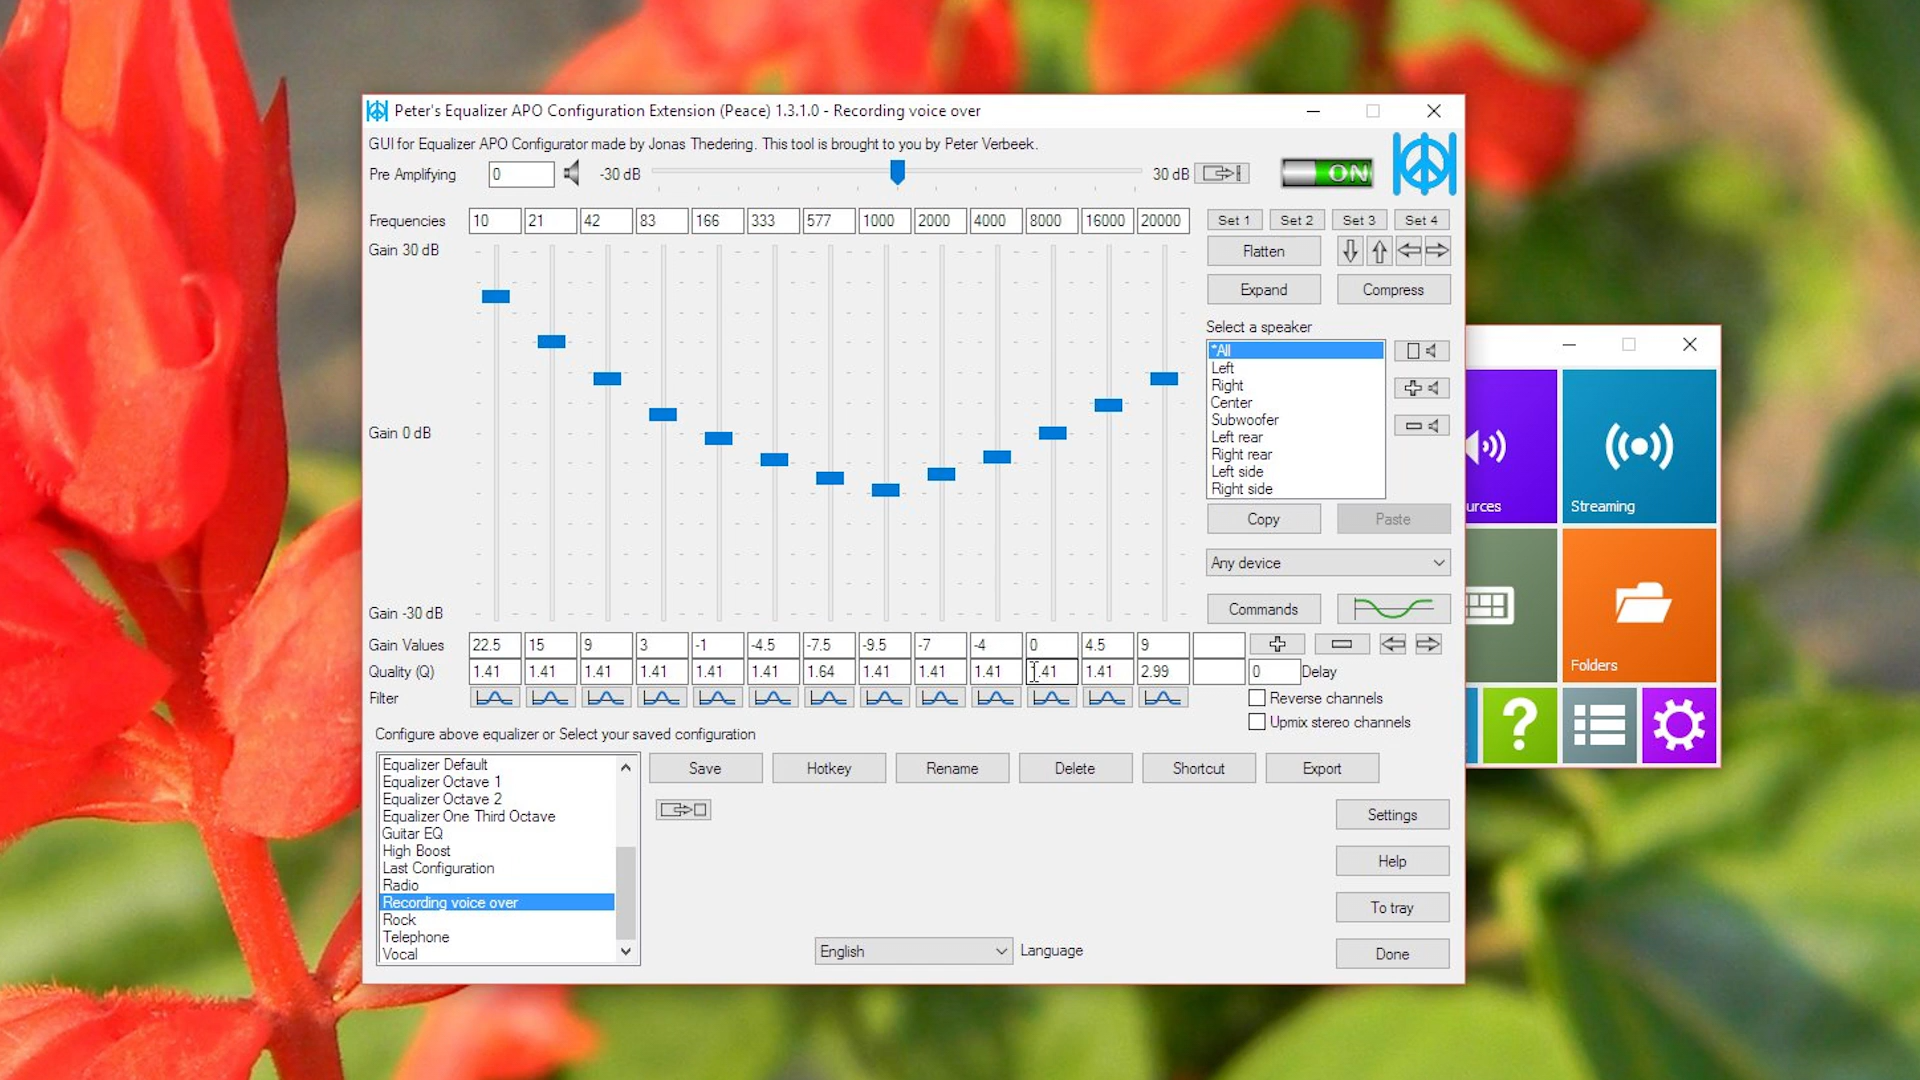 Peter's Equalizer APO Configuration Extension (Peace) 1.3.1.0 - Recording voice over
GUI for Equalizer APO Configurator made by Jonas Thedering. This tool is brought to you by Peter Verbeek.
Pre Amplifying 0 -30 dB 30 dB ON
Frequencies 10 21 42 83 166 333 577 1000 2000 4000 8000 16000 20000 Set 1 Set 2 Set 3 Set 4
Gain 30 dB Flatten
Expand Compress
Select a speaker
*All
Left
Right
Center
Subwoofer
Left rear
Right rear
Left side
Right side
Gain 0 dB
Copy Paste
Any device
Gain -30 dB Commands
Gain Values 22.5 15 9 3 -1 -4.5 -7.5 -9.5 -7 -4 0 4.5 9
Quality (Q) 1.41 1.41 1.41 1.41 1.41 1.41 1.64 1.41 1.41 1.41 .41 1.41 2.99 0 Delay
Filter Reverse channels
Upmix stereo channels
Configure above equalizer or Select your saved configuration
Equalizer Default
Equalizer Octave 1
Equalizer Octave 2
Equalizer One Third Octave
Guitar EQ
High Boost
Last Configuration
Radio
Recording voice over
Rock
Telephone
Vocal
Save Hotkey Rename Delete Shortcut Export
Settings
Help
To tray
English Language
Done
urces Streaming
Folders
?